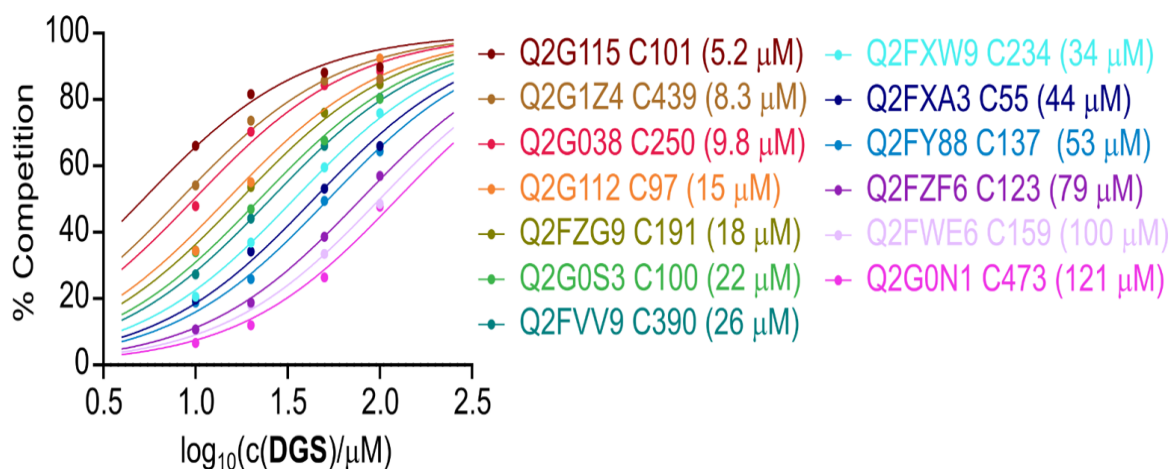 100
80
60
40
20
0
% Competition
0.5 1.0 1.5 2.0 2.5
log₁₀(c(DGS)/μM)
Q2G115 C101 (5.2 μM)
Q2G1Z4 C439 (8.3 μM)
Q2G038 C250 (9.8 μM)
Q2G112 C97 (15 μM)
Q2FZG9 C191 (18 μM)
Q2G0S3 C100 (22 μM)
Q2FVV9 C390 (26 μM)
Q2FXW9 C234 (34 μM)
Q2FXA3 C55 (44 μM)
Q2FY88 C137 (53 μM)
Q2FZF6 C123 (79 μM)
Q2FWE6 C159 (100 μM)
Q2G0N1 C473 (121 μM)